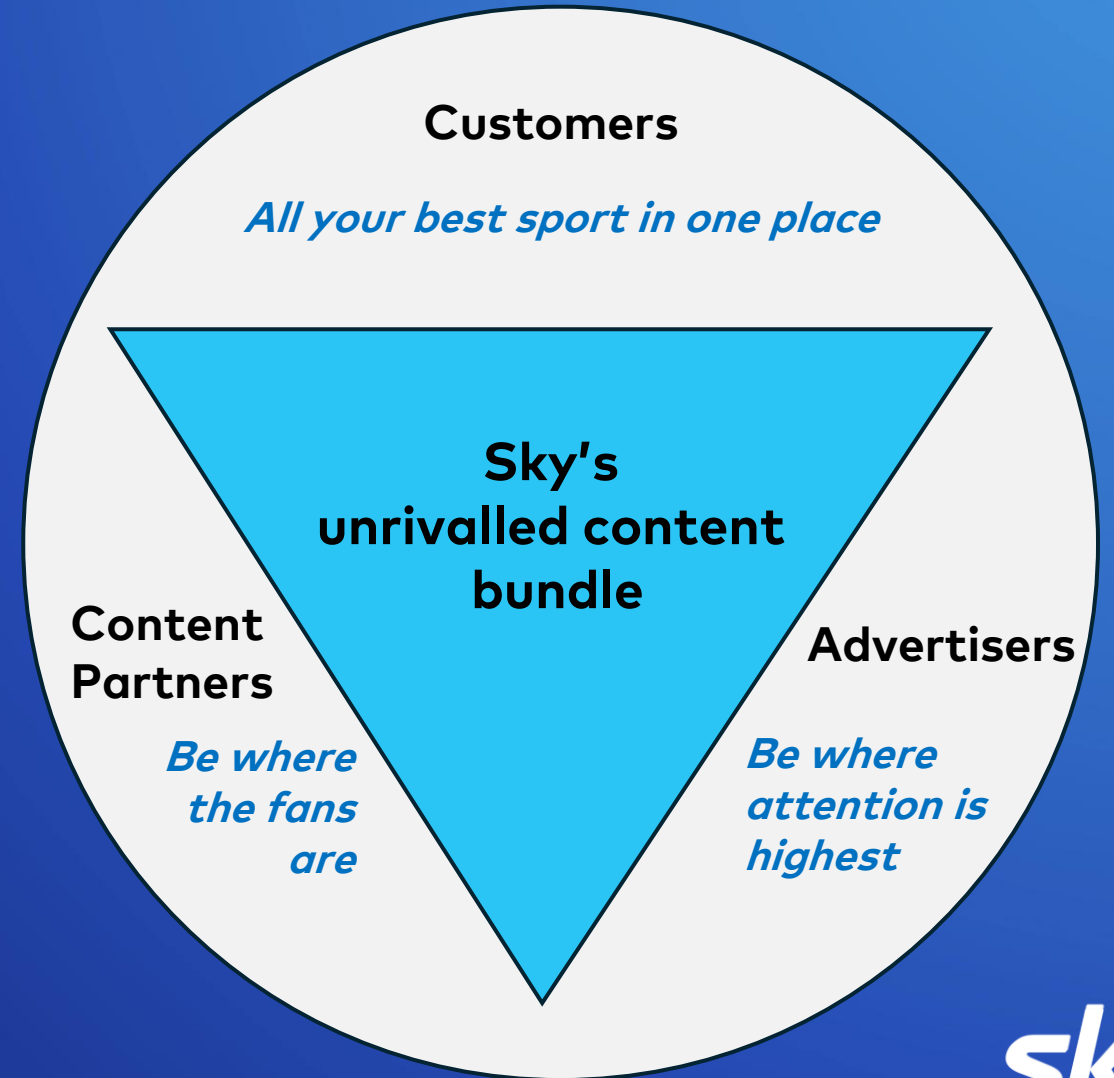 Customers
All your best sport in one place
Sky's
unrivalled content
bundle
Content
Partners
Be where
the fans
are
Advertisers
Be where
attention is
highest